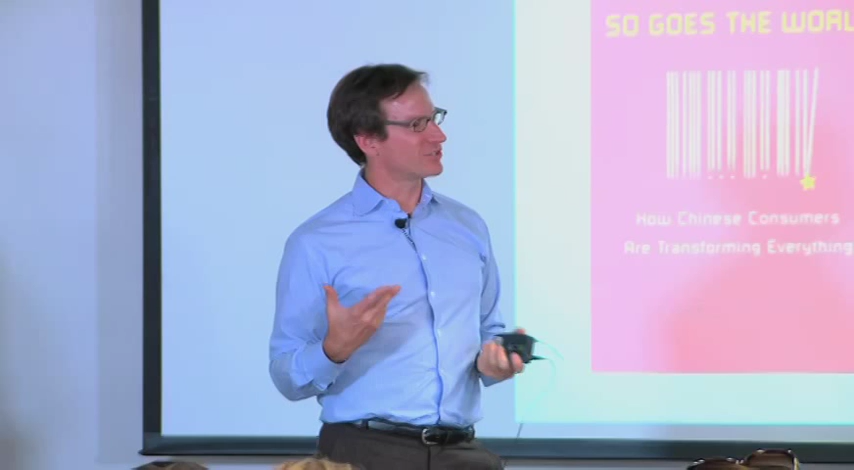 SO GOES THE WORL
How Chinese Consumers
Are Transforming Everything